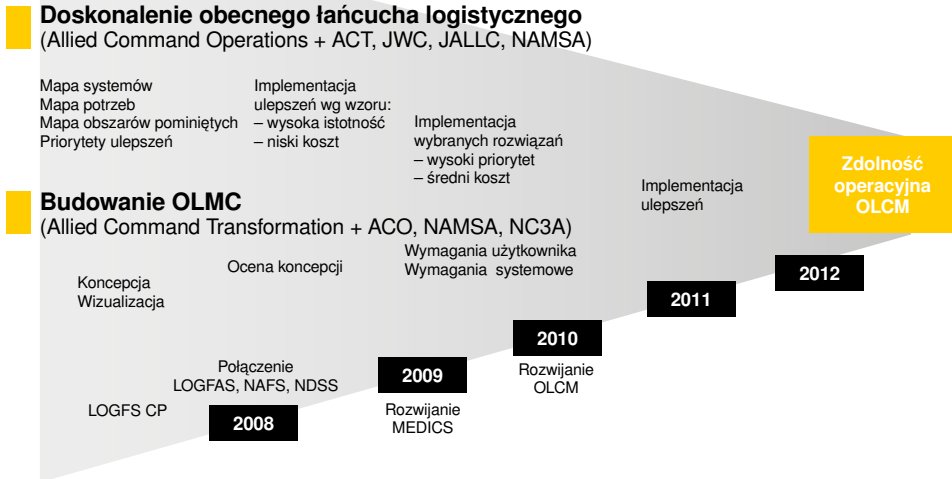 Doskonalenie obecnego łańcucha logistycznego
(Allied Command Operations + ACT, JWC, JALLC, NAMSA)
Mapa systemów
Mapa potrzeb
Mapa obszarów pominiętych
Priorytety ulepszeń
Implementacja
ulepszeń wg wzoru:
– wysoka istotność
– niski koszt
Implementacja
wybranych rozwiązań
– wysoki priorytet
– średni koszt
Implementacja
ulepszeń
Zdolność
operacyjna
OLCM
Budowanie OLMC
(Allied Command Transformation + ACO, NAMSA, NC3A)
Koncepcja
Wizualizacja
Ocena koncepcji
Wymagania użytkownika
Wymagania systemowe
2012
2011
2010
Rozwijanie
OLCM
2009
Rozwijanie
MEDICS
Połączenie
LOGFAS, NAFS, NDSS
2008
LOGFS CP